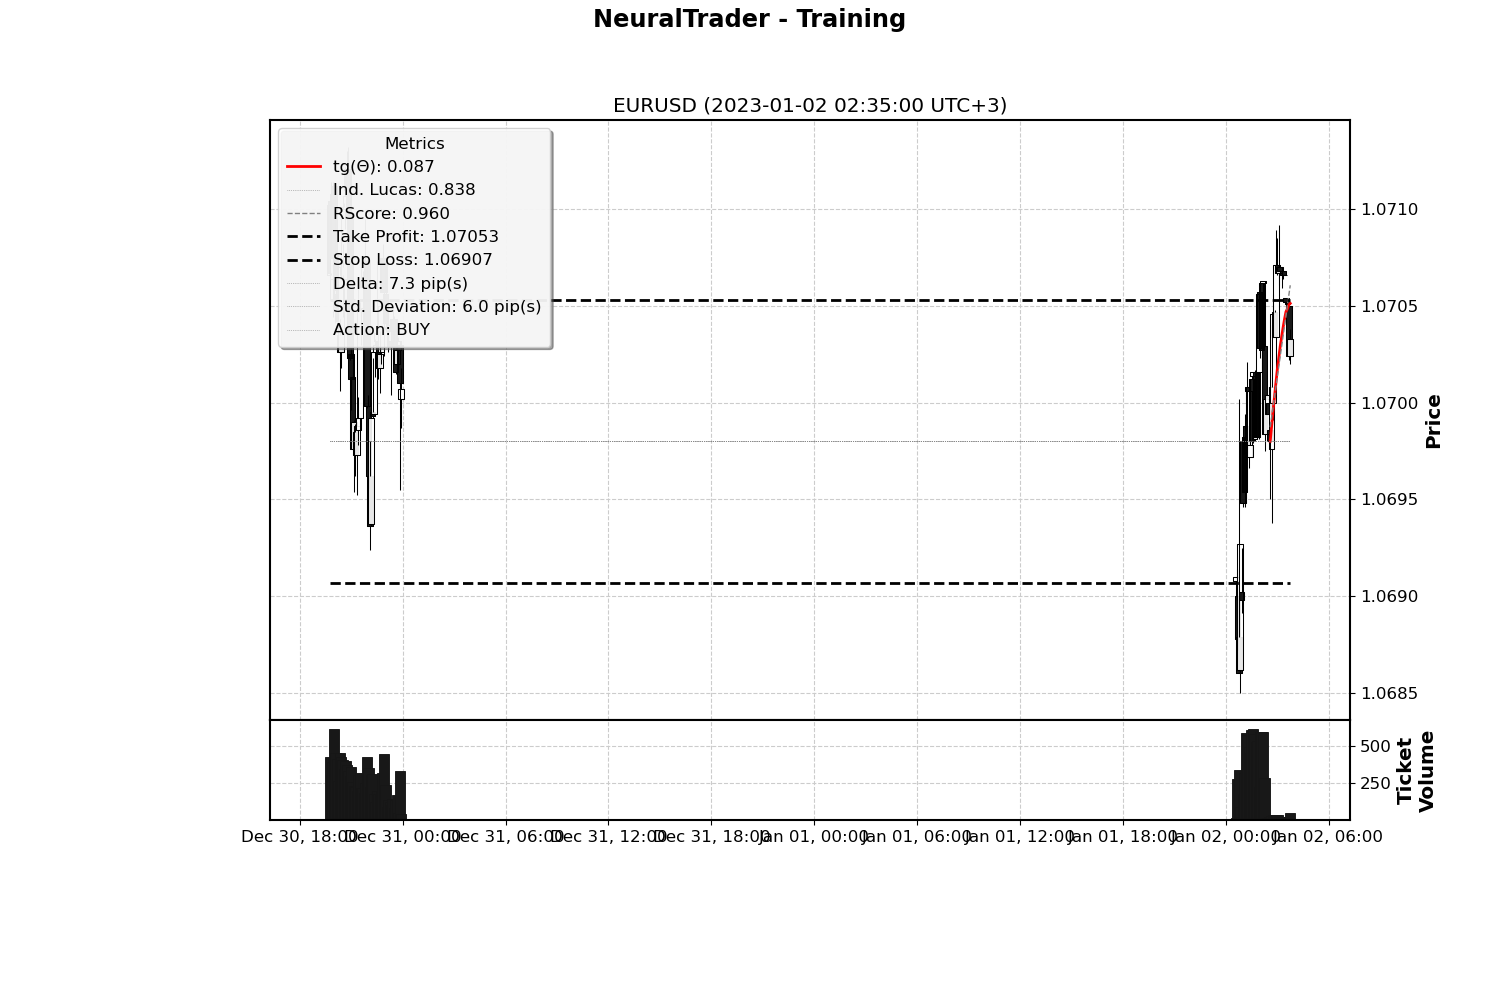 NeuralTrader - Training
EURUSD (2023-01-02 02:35:00 UTC+3)
Metrics
tg(Θ): 0.087
Ind. Lucas: 0.838
RScore: 0.960
Take Profit: 1.07053
Stop Loss: 1.06907
Delta: 7.3 pip(s)
Std. Deviation: 6.0 pip(s)
Action: BUY
1.0710
1.0705
1.0700
1.0695
1.0690
1.0685
Price
500
250
Ticket
Volume
Dec 30, 18:00
Dec 31, 00:00
Dec 31, 06:00
Dec 31, 12:00
Dec 31, 18:00
Jan 01, 00:00
Jan 01, 06:00
Jan 01, 12:00
Jan 01, 18:00
Jan 02, 00:00
Jan 02, 06:00